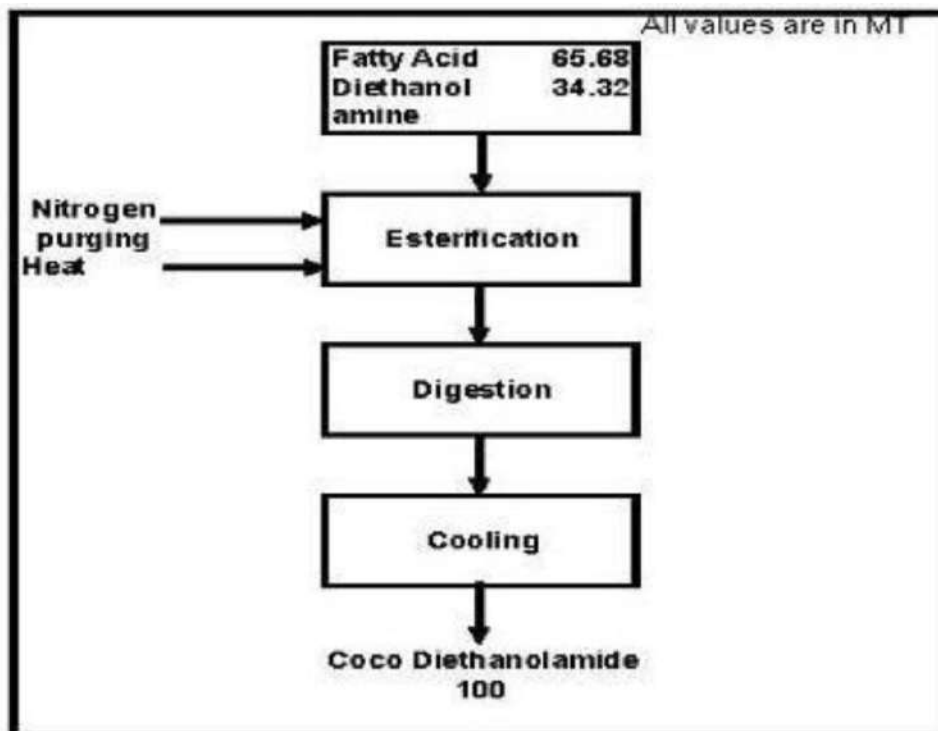 All values are in MT
Fatty Acid 65.68
Diethanol 34.32
amine
Nitrogen
purging
Heat
Esterification
Digestion
Cooling
Coco Diethanolamide
100